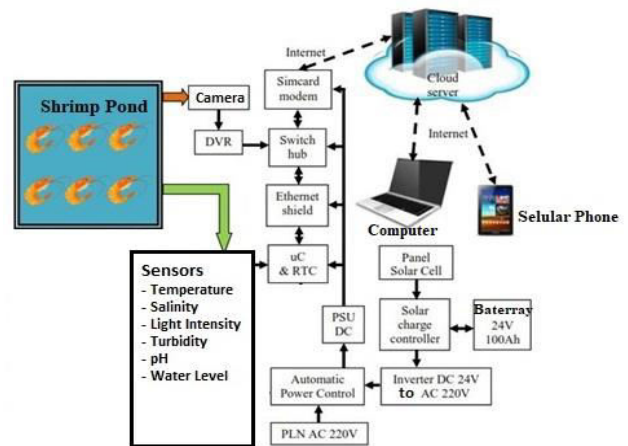 Internet
Simcard
modem
Cloud
server
Shrimp Pond
Camera
DVR
Switch
hub
Internet
Ethernet
shield
Computer
Selular Phone
Sensors
- Temperature
- Salinity
- Light Intensity
- Turbidity
- pH
- Water Level
uC
& RTC
Panel
Solar Cell
PSU
DC
Solar
charge
controller
Baterray
24V
100Ah
Automatic
Power Control
Inverter DC 24V
to AC 220V
PLN AC 220V